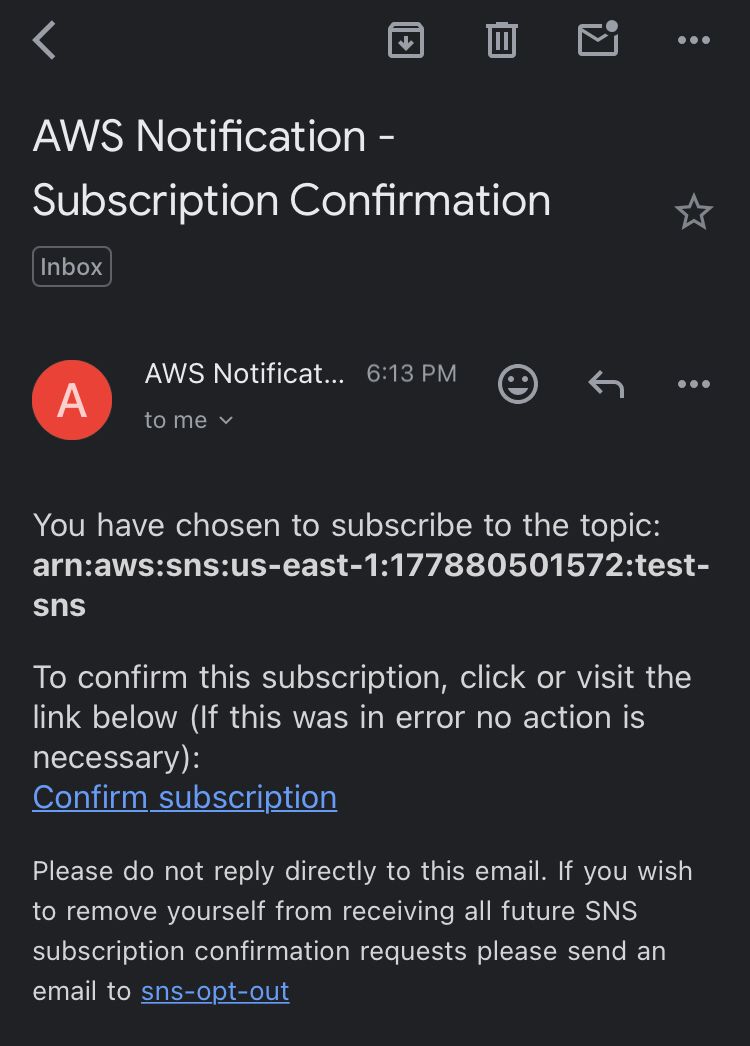 AWS Notification -
Subscription Confirmation
Inbox
A
AWS Notificat... 6:13 PM
to me
You have chosen to subscribe to the topic:
arn:aws:sns:us-east-1:177880501572:test-
sns
To confirm this subscription, click or visit the
link below (If this was in error no action is
necessary):
Confirm subscription
Please do not reply directly to this email. If you wish
to remove yourself from receiving all future SNS
subscription confirmation requests please send an
email to sns-opt-out